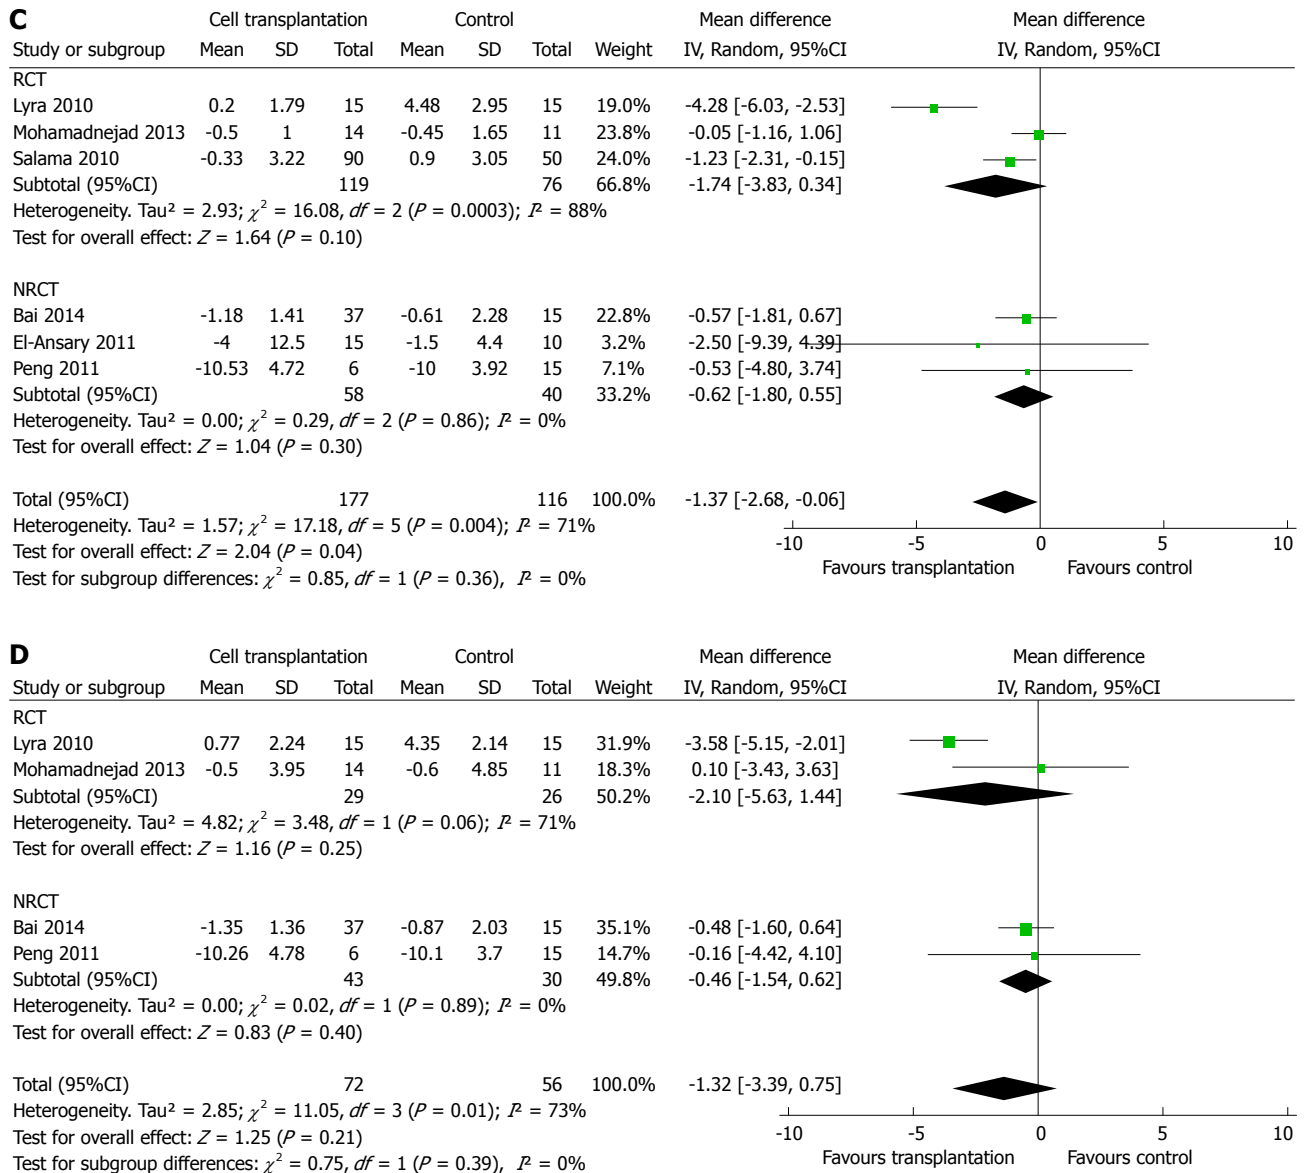 C Cell transplantation Control Mean difference Mean difference
Study or subgroup Mean SD Total Mean SD Total Weight IV, Random, 95%CI IV, Random, 95%CI
RCT
Lyra 2010 0.2 1.79 15 4.48 2.95 15 19.0% -4.28 [-6.03, -2.53]
Mohamadnejad 2013 -0.5 1 14 -0.45 1.65 11 23.8% -0.05 [-1.16, 1.06]
Salama 2010 -0.33 3.22 90 0.9 3.05 50 24.0% -1.23 [-2.31, -0.15]
Subtotal (95%CI) 119 76 66.8% -1.74 [-3.83, 0.34]
Heterogeneity. Tau² = 2.93; χ² = 16.08, df = 2 (P = 0.0003); I² = 88%
Test for overall effect: Z = 1.64 (P = 0.10)
NRCT
Bai 2014 -1.18 1.41 37 -0.61 2.28 15 22.8% -0.57 [-1.81, 0.67]
El-Ansary 2011 -4 12.5 15 -1.5 4.4 10 3.2% -2.50 [-9.39, 4.39]
Peng 2011 -10.53 4.72 6 -10 3.92 15 7.1% -0.53 [-4.80, 3.74]
Subtotal (95%CI) 58 40 33.2% -0.62 [-1.80, 0.55]
Heterogeneity. Tau² = 0.00; χ² = 0.29, df = 2 (P = 0.86); I² = 0%
Test for overall effect: Z = 1.04 (P = 0.30)
Total (95%CI) 177 116 100.0% -1.37 [-2.68, -0.06]
Heterogeneity. Tau² = 1.57; χ² = 17.18, df = 5 (P = 0.004); I² = 71%
Test for overall effect: Z = 2.04 (P = 0.04)
Test for subgroup differences: χ² = 0.85, df = 1 (P = 0.36), I² = 0%
-10 -5 0 5 10
Favours transplantation Favours control
D Cell transplantation Control Mean difference Mean difference
Study or subgroup Mean SD Total Mean SD Total Weight IV, Random, 95%CI IV, Random, 95%CI
RCT
Lyra 2010 0.77 2.24 15 4.35 2.14 15 31.9% -3.58 [-5.15, -2.01]
Mohamadnejad 2013 -0.5 3.95 14 -0.6 4.85 11 18.3% 0.10 [-3.43, 3.63]
Subtotal (95%CI) 29 26 50.2% -2.10 [-5.63, 1.44]
Heterogeneity. Tau² = 4.82; χ² = 3.48, df = 1 (P = 0.06); I² = 71%
Test for overall effect: Z = 1.16 (P = 0.25)
NRCT
Bai 2014 -1.35 1.36 37 -0.87 2.03 15 35.1% -0.48 [-1.60, 0.64]
Peng 2011 -10.26 4.78 6 -10.1 3.7 15 14.7% -0.16 [-4.42, 4.10]
Subtotal (95%CI) 43 30 49.8% -0.46 [-1.54, 0.62]
Heterogeneity. Tau² = 0.00; χ² = 0.02, df = 1 (P = 0.89); I² = 0%
Test for overall effect: Z = 0.83 (P = 0.40)
Total (95%CI) 72 56 100.0% -1.32 [-3.39, 0.75]
Heterogeneity. Tau² = 2.85; χ² = 11.05, df = 3 (P = 0.01); I² = 73%
Test for overall effect: Z = 1.25 (P = 0.21)
Test for subgroup differences: χ² = 0.75, df = 1 (P = 0.39), I² = 0%
-10 -5 0 5 10
Favours transplantation Favours control